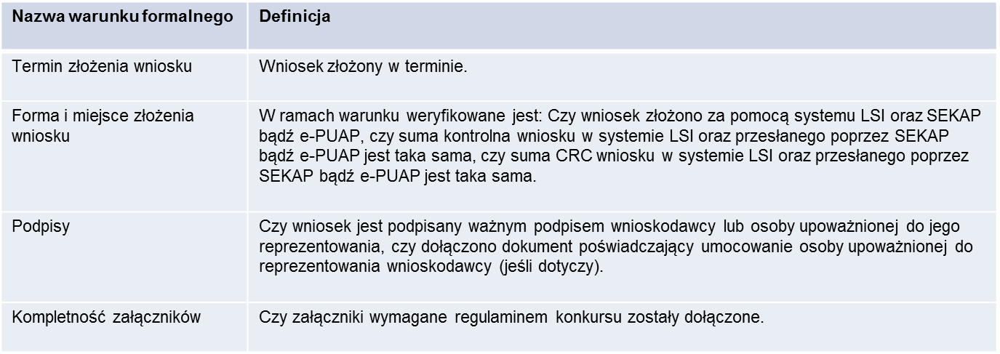 Nazwa warunku formalnego
Definicja
Termin złożenia wniosku
Wniosek złożony w terminie.
Forma i miejsce złożenia
wniosku
W ramach warunku weryfikowane jest: Czy wniosek złożono za pomocą systemu LSI oraz SEKAP
bądź e-PUAP, czy suma kontrolna wniosku w systemie LSI oraz przesłanego poprzez SEKAP
bądź e-PUAP jest taka sama, czy suma CRC wniosku w systemie LSI oraz przesłanego poprzez
SEKAP bądź e-PUAP jest taka sama.
Podpisy
Czy wniosek jest podpisany ważnym podpisem wnioskodawcy lub osoby upoważnionej do jego
reprezentowania, czy dołączono dokument poświadczający umocowanie osoby upoważnionej do
reprezentowania wnioskodawcy (jeśli dotyczy).
Kompletność załączników
Czy załączniki wymagane regulaminem konkursu zostały dołączone.